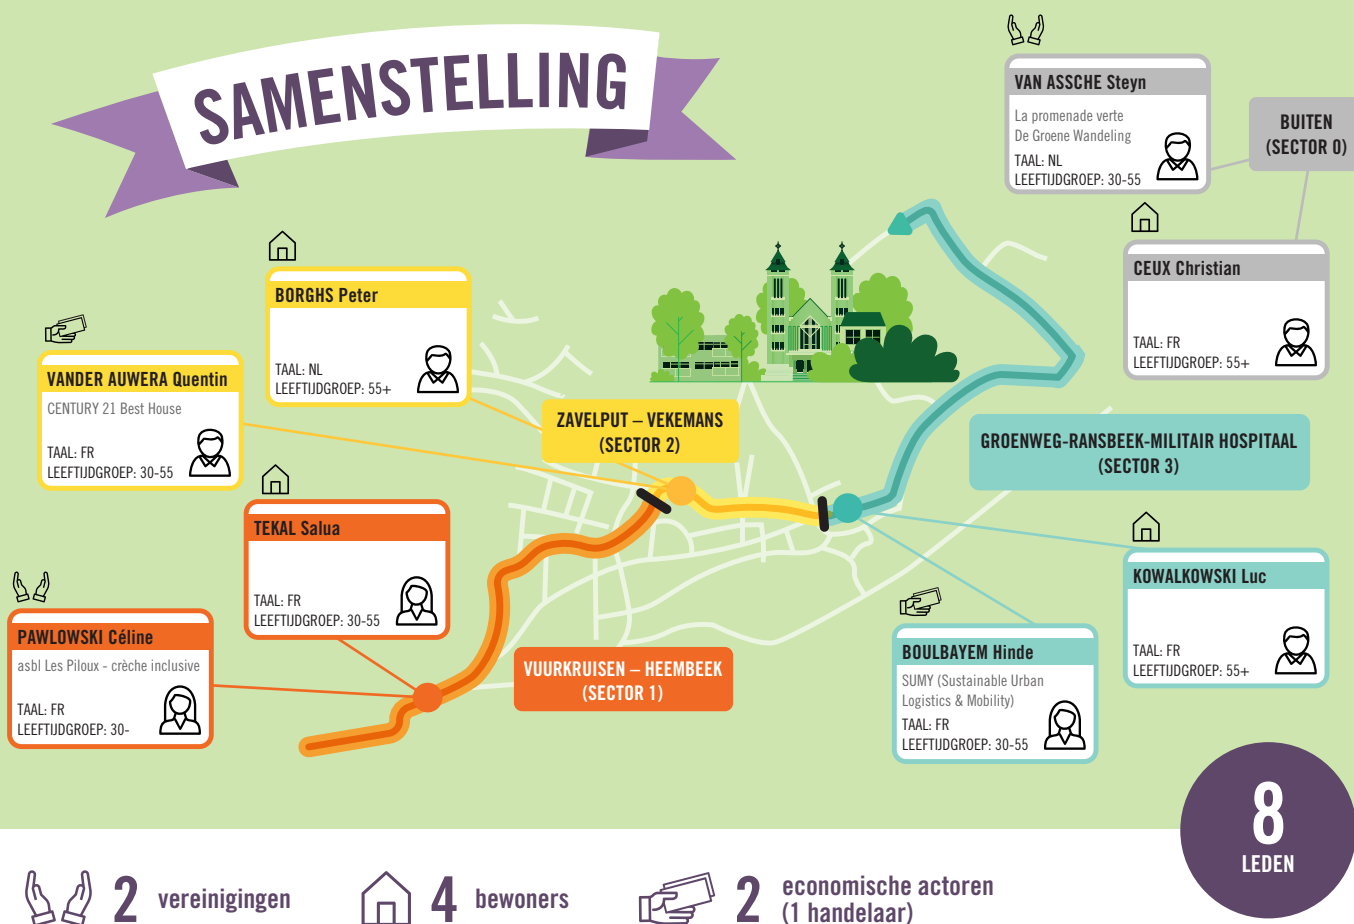 SAMENSTELLING
VAN ASSCHE Steyn
La promenade verte
De Groene Wandeling
TAAL: NL
LEEFTIJDGROEP: 30-55
BUITEN
(SECTOR 0)
CEUX Christian
TAAL: FR
LEEFTIJDGROEP: 55+
BORGHS Peter
TAAL: NL
LEEFTIJDGROEP: 55+
VANDER AUWERA Quentin
CENTURY 21 Best House
TAAL: FR
LEEFTIJDGROEP: 30-55
ZAVELPUT – VEKEMANS
(SECTOR 2)
GROENWEG-RANSBEEK-MILITAIR HOSPITAAL
(SECTOR 3)
TEKAL Salua
TAAL: FR
LEEFTIJDGROEP: 30-55
PAWLOWSKI Céline
asbl Les Piloux - crèche inclusive
TAAL: FR
LEEFTIJDGROEP: 30-
VUURKRUISEN – HEEMBEEK
(SECTOR 1)
BOULBAYEM Hinde
SUMY (Sustainable Urban
Logistics & Mobility)
TAAL: FR
LEEFTIJDGROEP: 30-55
KOWALKOWSKI Luc
TAAL: FR
LEEFTIJDGROEP: 55+
8
LEDEN
2 vereinigingen
4 bewoners
2 economische actoren
(1 handelaar)